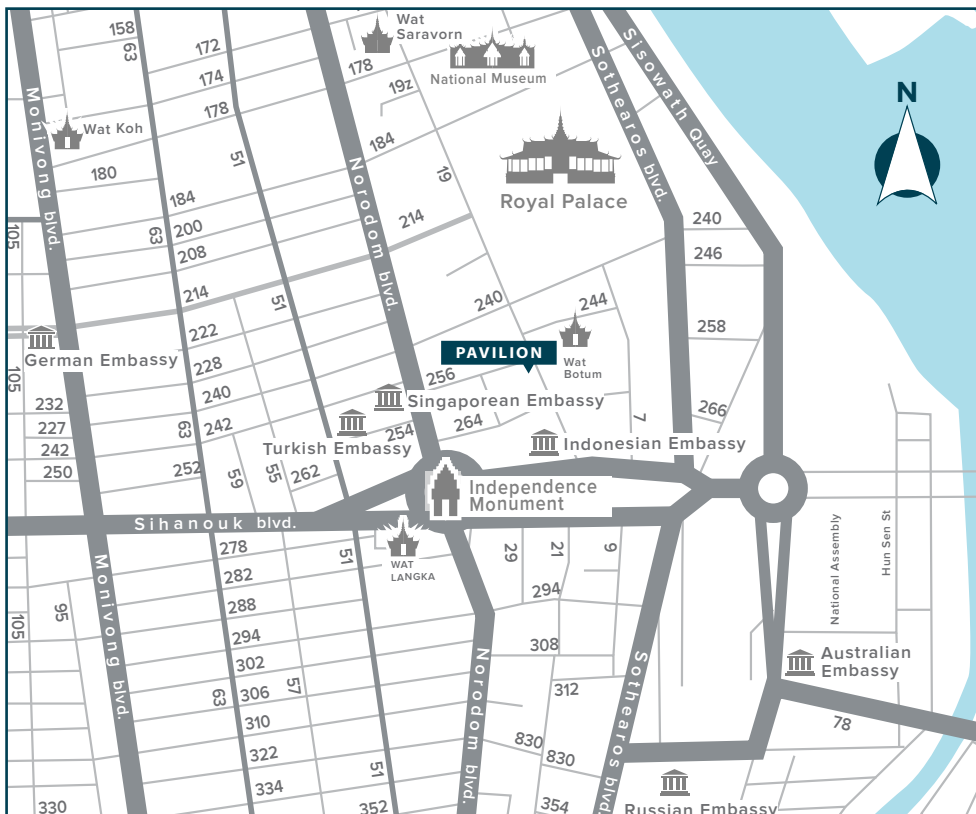 158
63
172
174
178
Wat
Saravorn
National Museum
178
19z
Sothearos blvd.
Sisowath Quay
N
Monivong blvd.
Wat Koh
180
51
184
Norodom blvd.
19
Royal Palace
184
200
208
63
214
105
214
51
222
228
240
242
German Embassy
105
232
227
242
250
63
252
59
55
262
240
244
PAVILION
Wat
Botum
256
Singaporean Embassy
254
264
Turkish Embassy
Indonesian Embassy
7
240
246
258
266
Independence
Monument
Sihanouk blvd.
WAT
LANGKA
278
51
282
288
294
302
306
57
63
310
322
334
51
352
Monivong blvd.
95
105
330
29
21
9
294
308
312
Norodom blvd.
830
830
354
Sothearos blvd.
National Assembly
Hun Sen St
Australian
Embassy
78
Russian Embassy